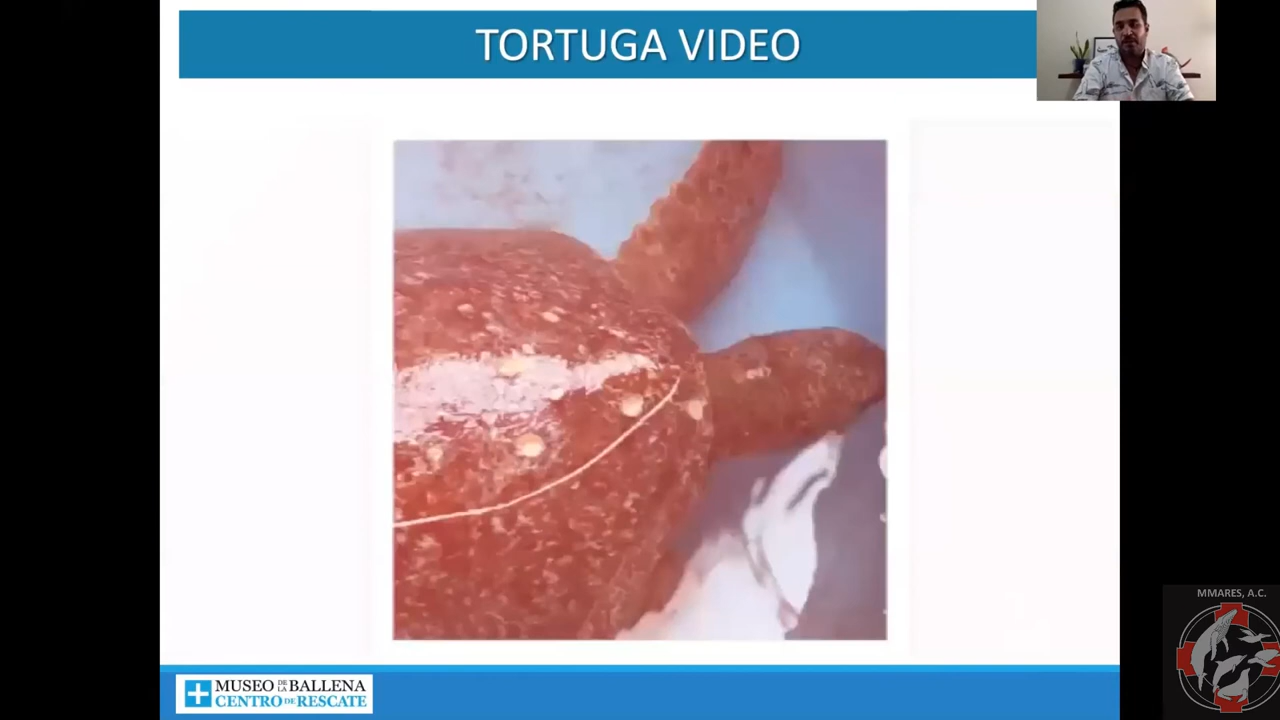 TORTUGA VIDEO
MMARES, A.C.
MUSEO DE LA BALLENA
CENTRO DE RESCATE